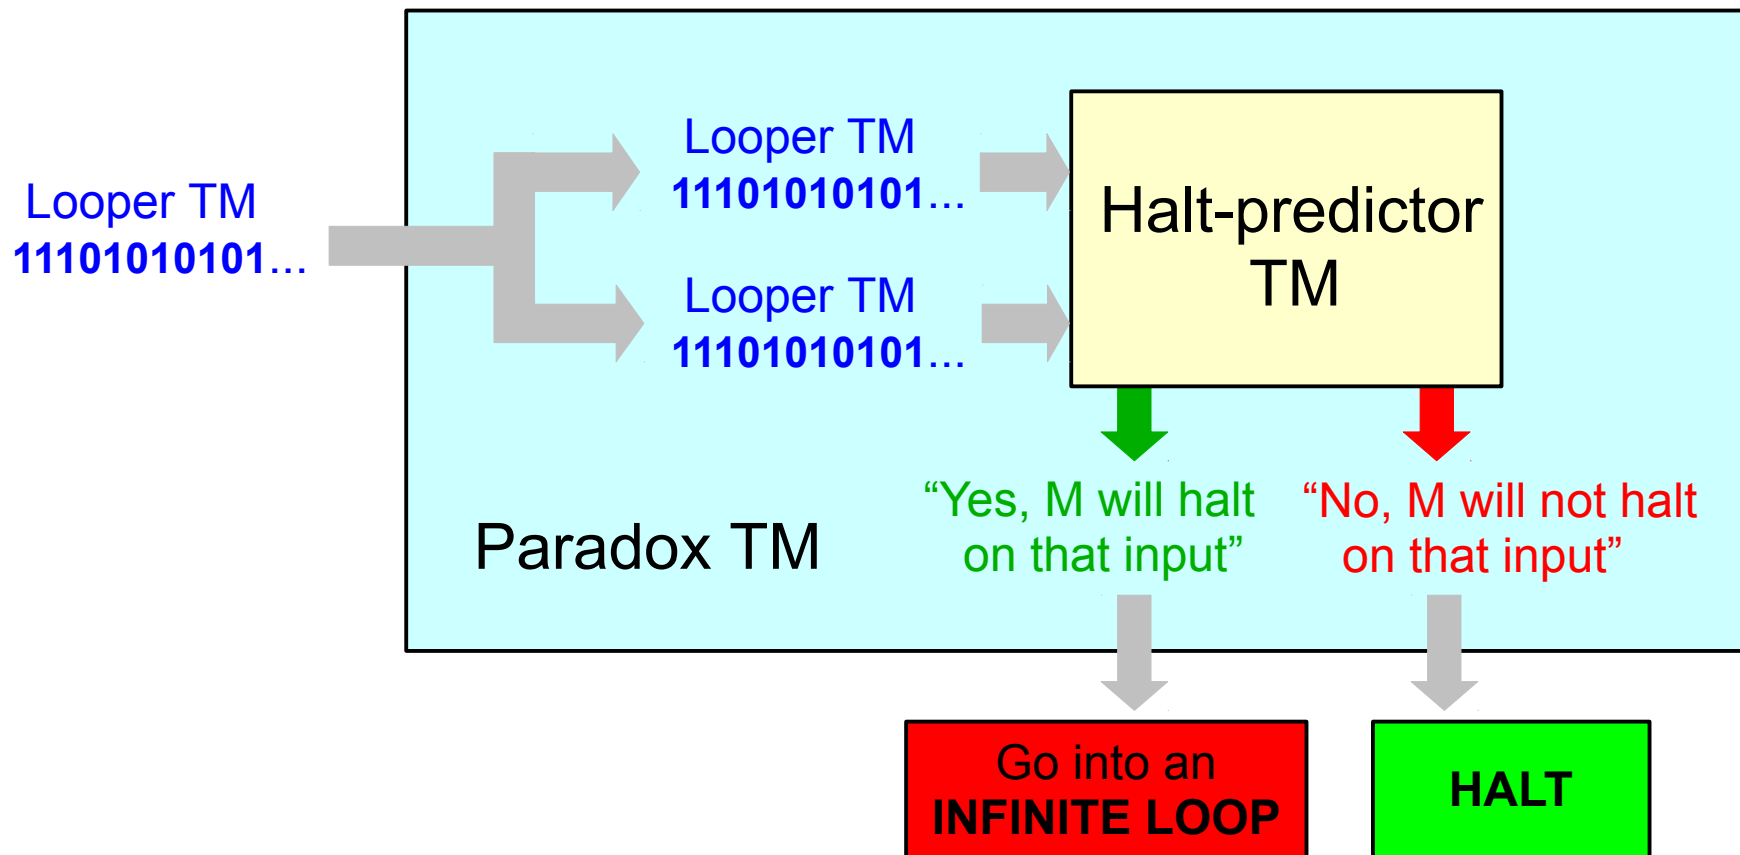 Looper TM
11101010101...
Looper TM
11101010101...
Looper TM
11101010101...
Halt-predictor
TM
Paradox TM
“Yes, M will halt
on that input”
“No, M will not halt
on that input”
Go into an
INFINITE LOOP
HALT